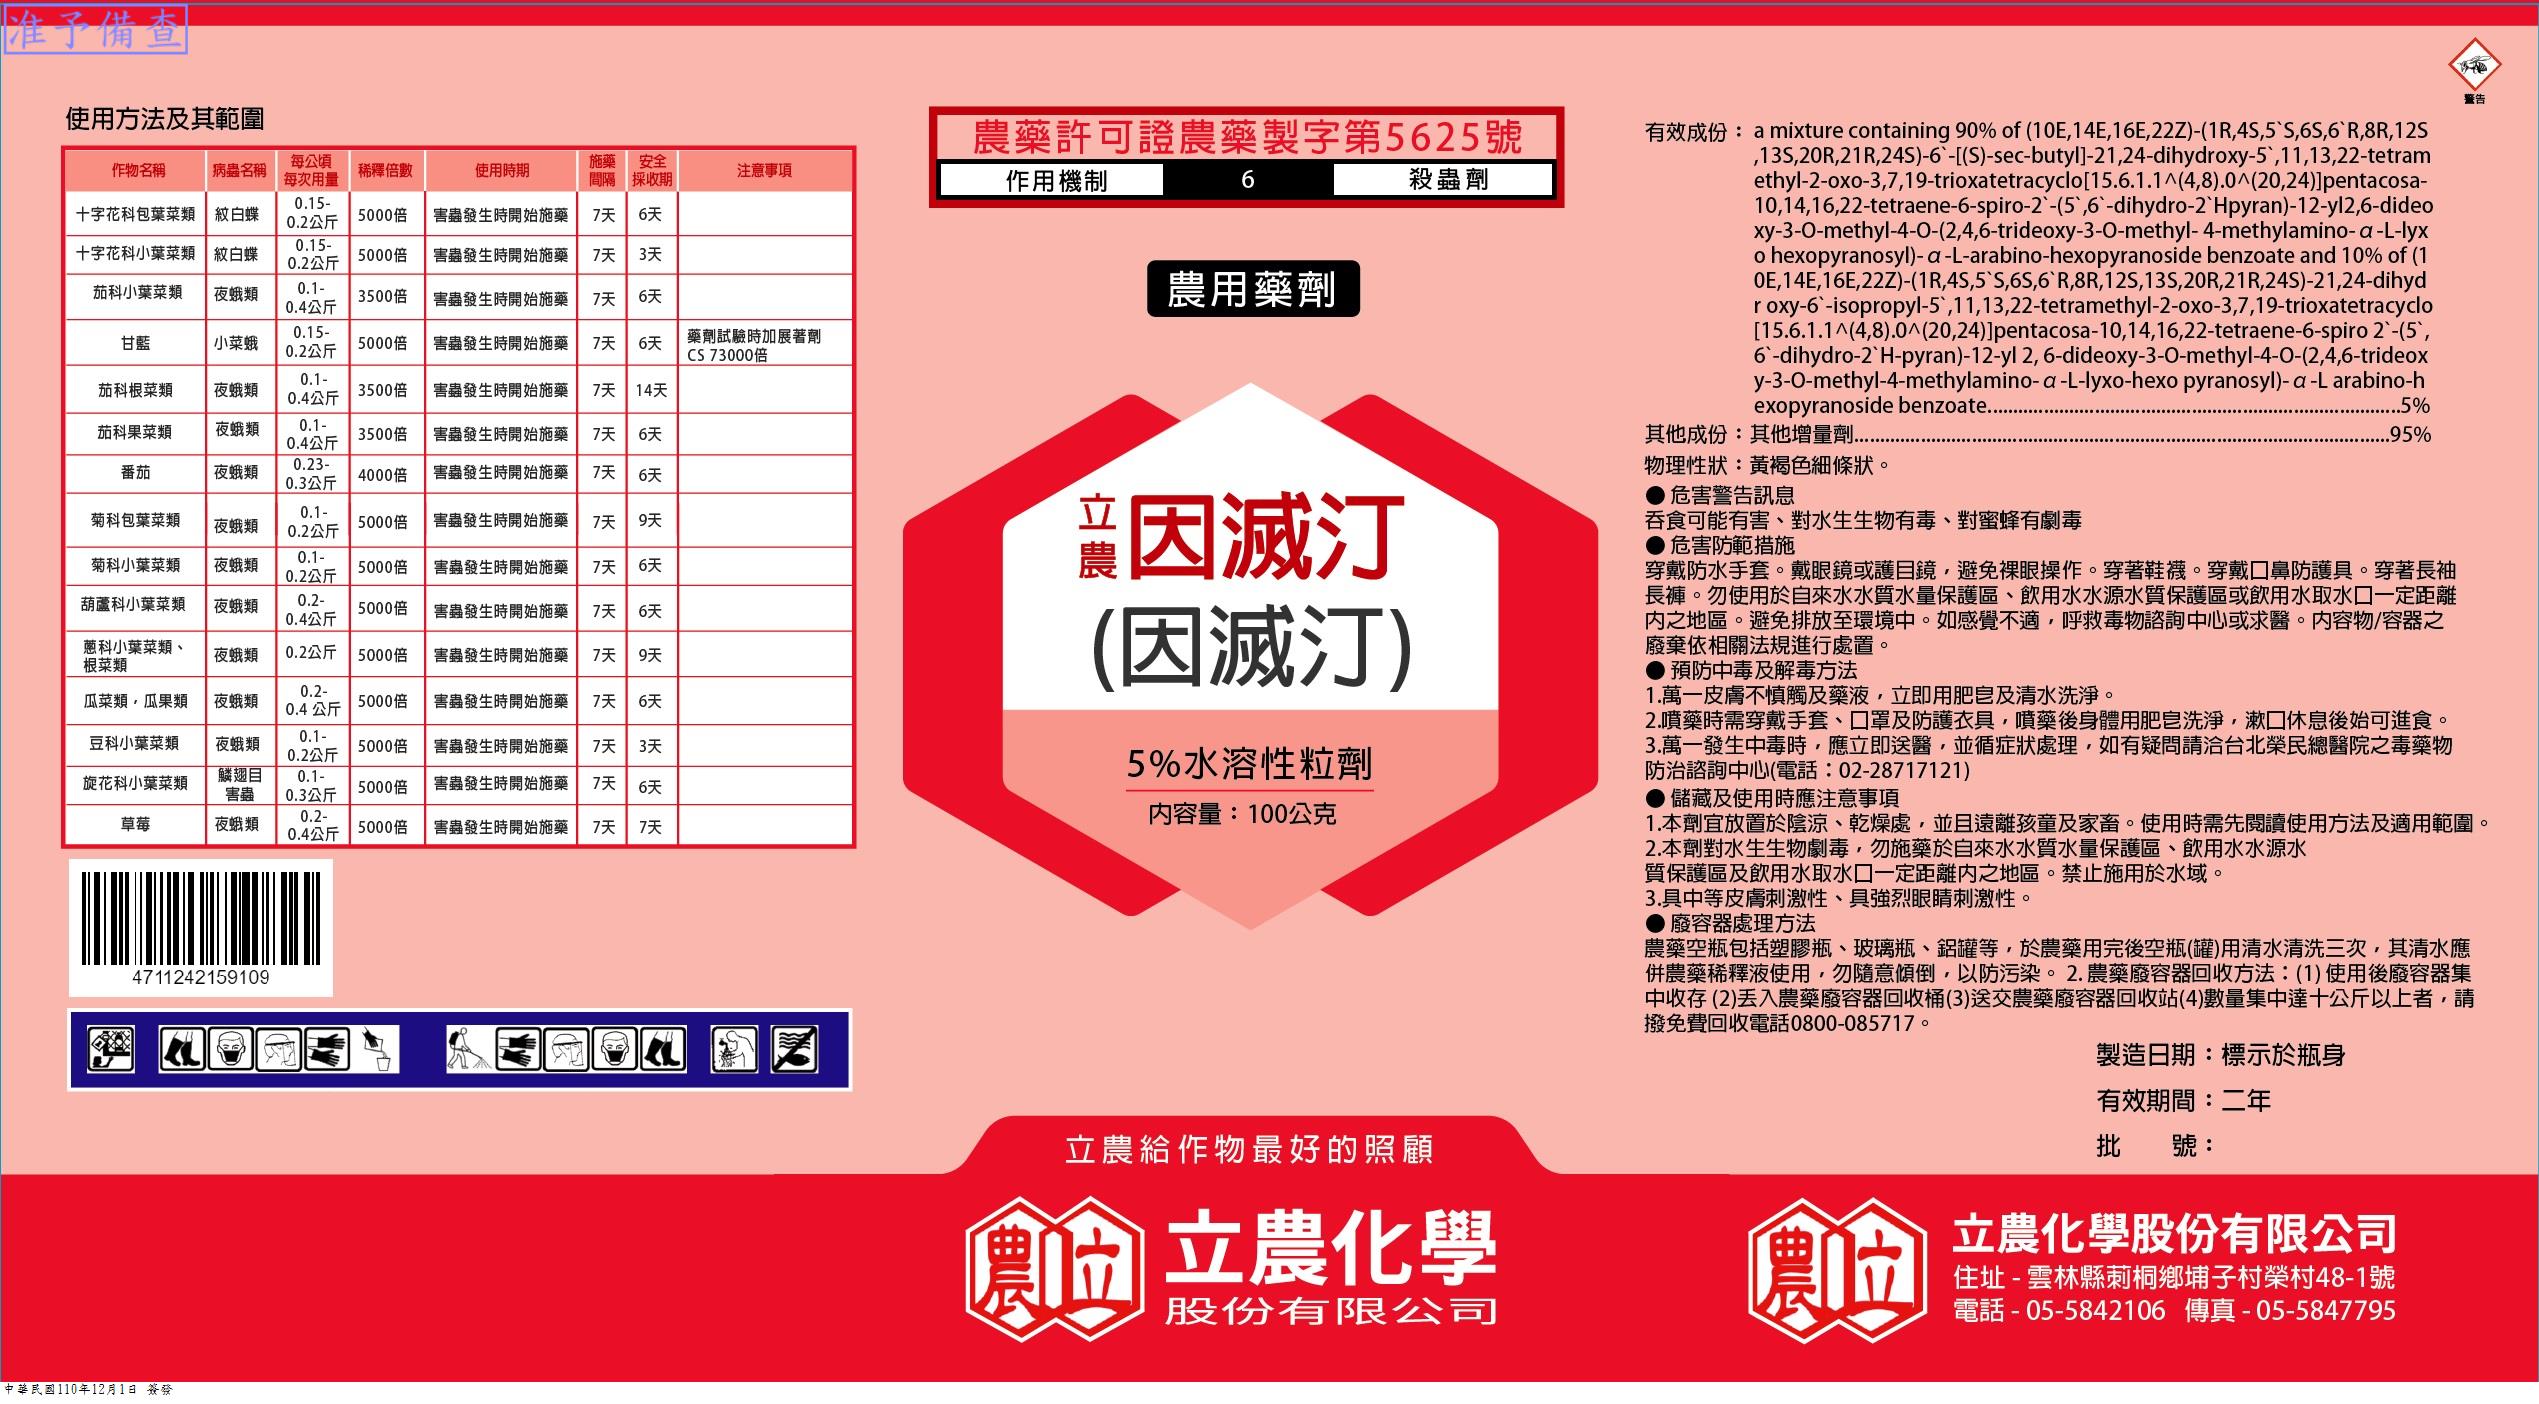 准予備查
使用方法及其範圍
作物名稱 病蟲名稱 每公頃每次用量 稀釋倍數 使用時期 施藥間隔 安全採收期 注意事項
十字花科包葉菜類 紋白蝶 0.15-0.2公斤 5000倍 害蟲發生時開始施藥 7天 6天
十字花科小葉菜類 紋白蝶 0.15-0.2公斤 5000倍 害蟲發生時開始施藥 7天 3天
茄科小葉菜類 夜蛾類 0.1-0.4公斤 3500倍 害蟲發生時開始施藥 7天 6天
甘藍 小菜蛾 0.15-0.2公斤 5000倍 害蟲發生時開始施藥 7天 6天 藥劑試驗時加展著劑CS 73000倍
茄科根菜類 夜蛾類 0.1-0.4公斤 3500倍 害蟲發生時開始施藥 7天 14天
茄科果菜類 夜蛾類 0.1-0.4公斤 3500倍 害蟲發生時開始施藥 7天 6天
番茄 夜蛾類 0.23-0.3公斤 4000倍 害蟲發生時開始施藥 7天 6天
菊科包葉菜類 夜蛾類 0.1-0.2公斤 5000倍 害蟲發生時開始施藥 7天 9天
菊科小葉菜類 夜蛾類 0.1-0.2公斤 5000倍 害蟲發生時開始施藥 7天 6天
葫蘆科小葉菜類 夜蛾類 0.2-0.4公斤 5000倍 害蟲發生時開始施藥 7天 6天
蔥科小葉菜類、根菜類 夜蛾類 0.2公斤 5000倍 害蟲發生時開始施藥 7天 9天
瓜菜類，瓜果類 夜蛾類 0.2-0.4 公斤 5000倍 害蟲發生時開始施藥 7天 6天
豆科小葉菜類 夜蛾類 0.1-0.2公斤 5000倍 害蟲發生時開始施藥 7天 3天
旋花科小葉菜類 鱗翅目害蟲 0.1-0.3公斤 5000倍 害蟲發生時開始施藥 7天 6天
草莓 夜蛾類 0.2-0.4公斤 5000倍 害蟲發生時開始施藥 7天 7天
4711242159109
農藥許可證農藥製字第5625號
作用機制 6 殺蟲劑
農用藥劑
立農 因滅汀
(因滅汀)
5%水溶性粒劑
內容量：100公克
立農給作物最好的照顧
農立 立農化學
股份有限公司
警告
有效成份：a mixture containing 90% of (10E,14E,16E,22Z)-(1R,4S,5`S,6S,6`R,8R,12S
,13S,20R,21R,24S)-6`-[(S)-sec-butyl]-21,24-dihydroxy-5`,11,13,22-tetram
ethyl-2-oxo-3,7,19-trioxatetracyclo[15.6.1.1^(4,8).0^(20,24)]pentacosa-
10,14,16,22-tetraene-6-spiro-2`-(5`,6`-dihydro-2`Hpyran)-12-yl2,6-dideo
xy-3-O-methyl-4-O-(2,4,6-trideoxy-3-O-methyl- 4-methylamino-α-L-lyx
o hexopyranosyl)-α-L-arabino-hexopyranoside benzoate and 10% of (1
0E,14E,16E,22Z)-(1R,4S,5`S,6S,6`R,8R,12S,13S,20R,21R,24S)-21,24-dihyd
r oxy-6`-isopropyl-5`,11,13,22-tetramethyl-2-oxo-3,7,19-trioxatetracyclo
[15.6.1.1^(4,8).0^(20,24)]pentacosa-10,14,16,22-tetraene-6-spiro 2`-(5`,
6`-dihydro-2`H-pyran)-12-yl 2, 6-dideoxy-3-O-methyl-4-O-(2,4,6-trideox
y-3-O-methyl-4-methylamino-α-L-lyxo-hexo pyranosyl)-α-L arabino-h
exopyranoside benzoate..............................5%
其他成份：其他增量劑..............................95%
物理性狀：黃褐色細條狀。
● 危害警告訊息
吞食可能有害、對水生生物有毒、對蜜蜂有劇毒
● 危害防範措施
穿戴防水手套。戴眼鏡或護目鏡，避免裸眼操作。穿著鞋襪。穿戴口鼻防護具。穿著長袖
長褲。勿使用於自來水水質水量保護區、飲用水水源水質保護區或飲用水取水口一定距離
內之地區。避免排放至環境中。如感覺不適，呼救毒物諮詢中心或求醫。內容物/容器之
廢棄依相關法規進行處置。
● 預防中毒及解毒方法
1.萬一皮膚不慎觸及藥液，立即用肥皂及清水洗淨。
2.噴藥時需穿戴手套、口罩及防護衣具，噴藥後身體用肥皂洗淨，漱口休息後始可進食。
3.萬一發生中毒時，應立即送醫，並循症狀處理，如有疑問請洽台北榮民總醫院之毒藥物
防治諮詢中心(電話：02-28717121)
● 儲藏及使用時應注意事項
1.本劑宜放置於陰涼、乾燥處，並且遠離孩童及家畜。使用時需先閱讀使用方法及適用範圍。
2.本劑對水生生物劇毒，勿施藥於自來水水質水量保護區、飲用水水源水
質保護區及飲用水取水口一定距離內之地區。禁止施用於水域。
3.具中等皮膚刺激性、具強烈眼睛刺激性。
● 廢容器處理方法
農藥空瓶包括塑膠瓶、玻璃瓶、鋁罐等，於農藥用完後空瓶(罐)用清水清洗三次，其清水應
併農藥稀釋液使用，勿隨意傾倒，以防污染。 2. 農藥廢容器回收方法：(1) 使用後廢容器集
中收存 (2)丟入農藥廢容器回收桶(3)送交農藥廢容器回收站(4)數量集中達十公斤以上者，請
撥免費回收電話0800-085717。
製造日期：標示於瓶身
有效期間：二年
批 號：
農立 立農化學股份有限公司
住址 - 雲林縣莿桐鄉埔子村榮村48-1號
電話 - 05-5842106 傳真 - 05-5847795
中華民國110年12月1日 簽發